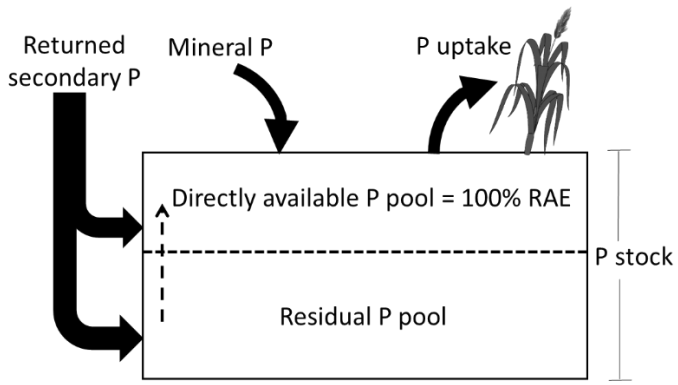 Returned
secondary P
Mineral P
P uptake
Directly available P pool = 100% RAE
P stock
Residual P pool